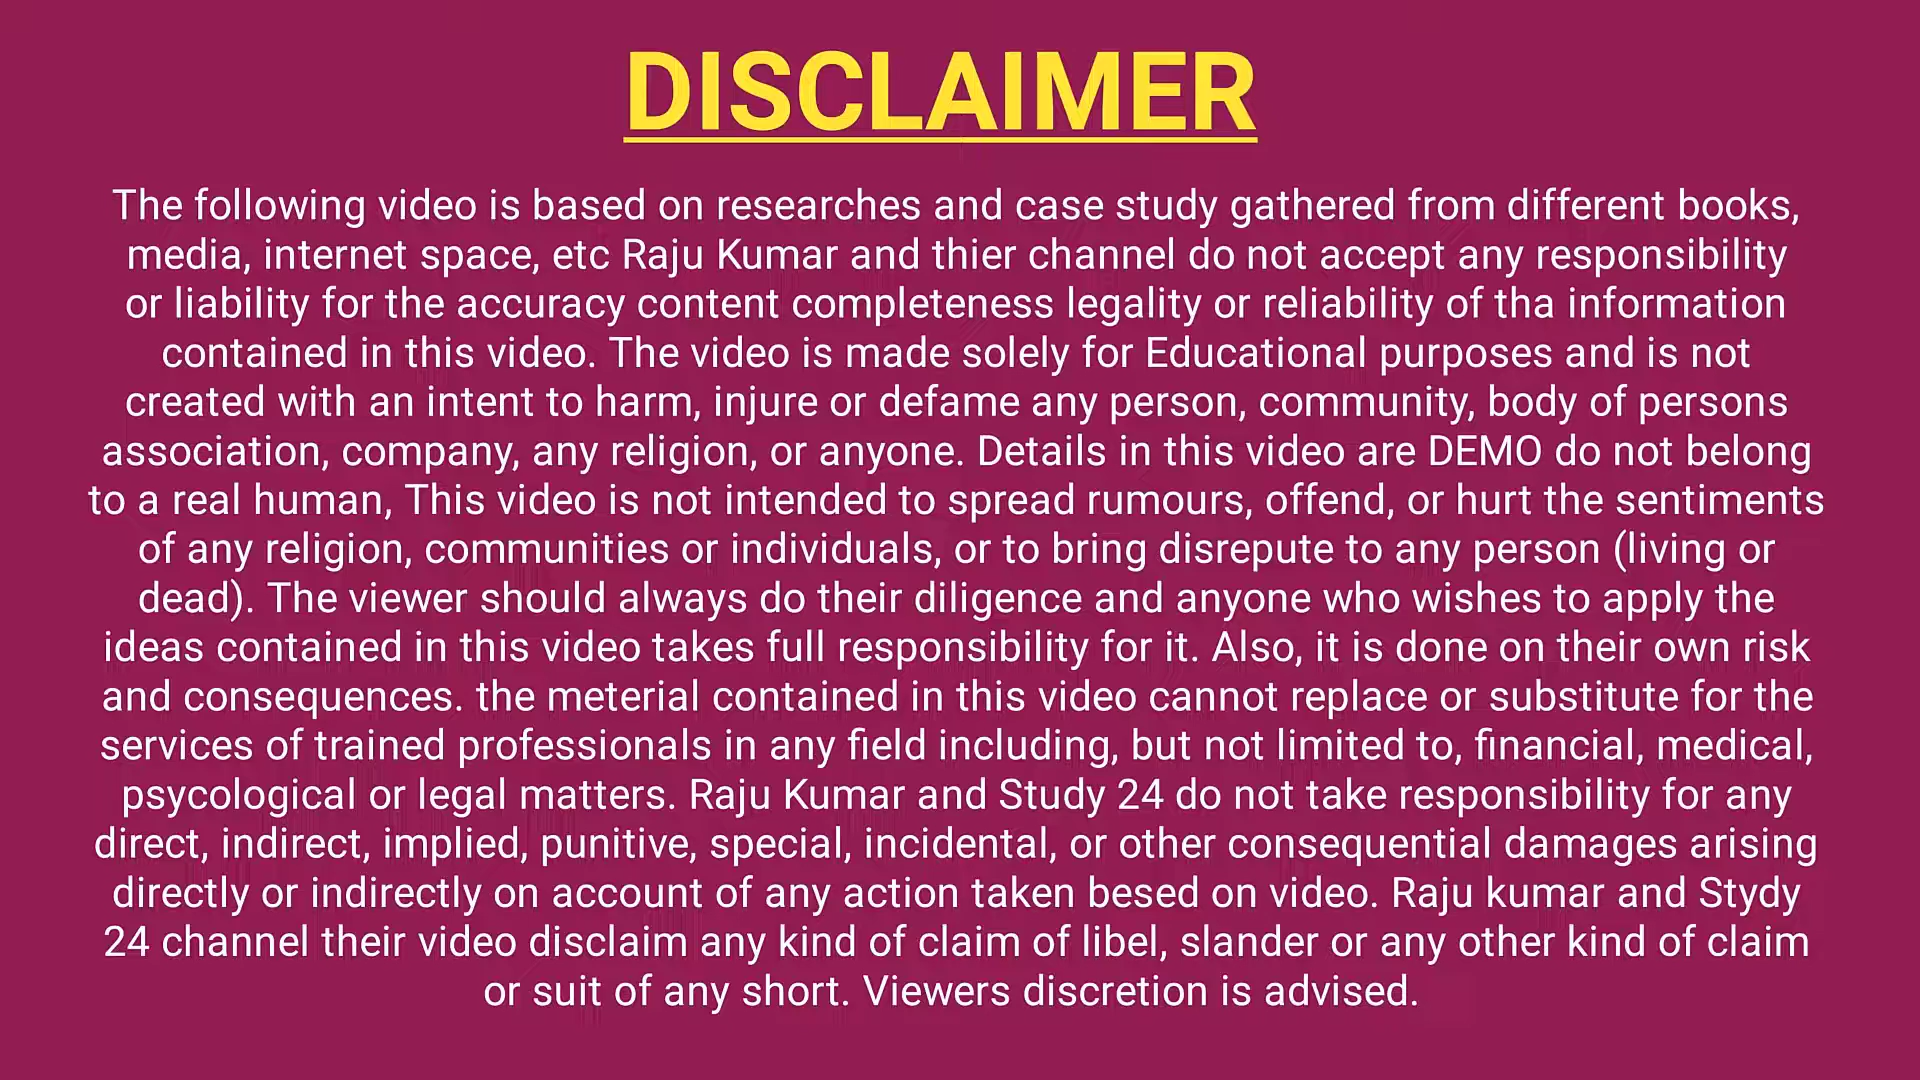 DISCLAIMER
The following video is based on researches and case study gathered from different books,
media, internet space, etc Raju Kumar and thier channel do not accept any responsibility
or liability for the accuracy content completeness legality or reliability of tha information
contained in this video. The video is made solely for Educational purposes and is not
created with an intent to harm, injure or defame any person, community, body of persons
association, company, any religion, or anyone. Details in this video are DEMO do not belong
to a real human, This video is not intended to spread rumours, offend, or hurt the sentiments
of any religion, communities or individuals, or to bring disrepute to any person (living or
dead). The viewer should always do their diligence and anyone who wishes to apply the
ideas contained in this video takes full responsibility for it. Also, it is done on their own risk
and consequences. the meterial contained in this video cannot replace or substitute for the
services of trained professionals in any field including, but not limited to, financial, medical,
psycological or legal matters. Raju Kumar and Study 24 do not take responsibility for any
direct, indirect, implied, punitive, special, incidental, or other consequential damages arising
directly or indirectly on account of any action taken besed on video. Raju kumar and Stydy
24 channel their video disclaim any kind of claim of libel, slander or any other kind of claim
or suit of any short. Viewers discretion is advised.